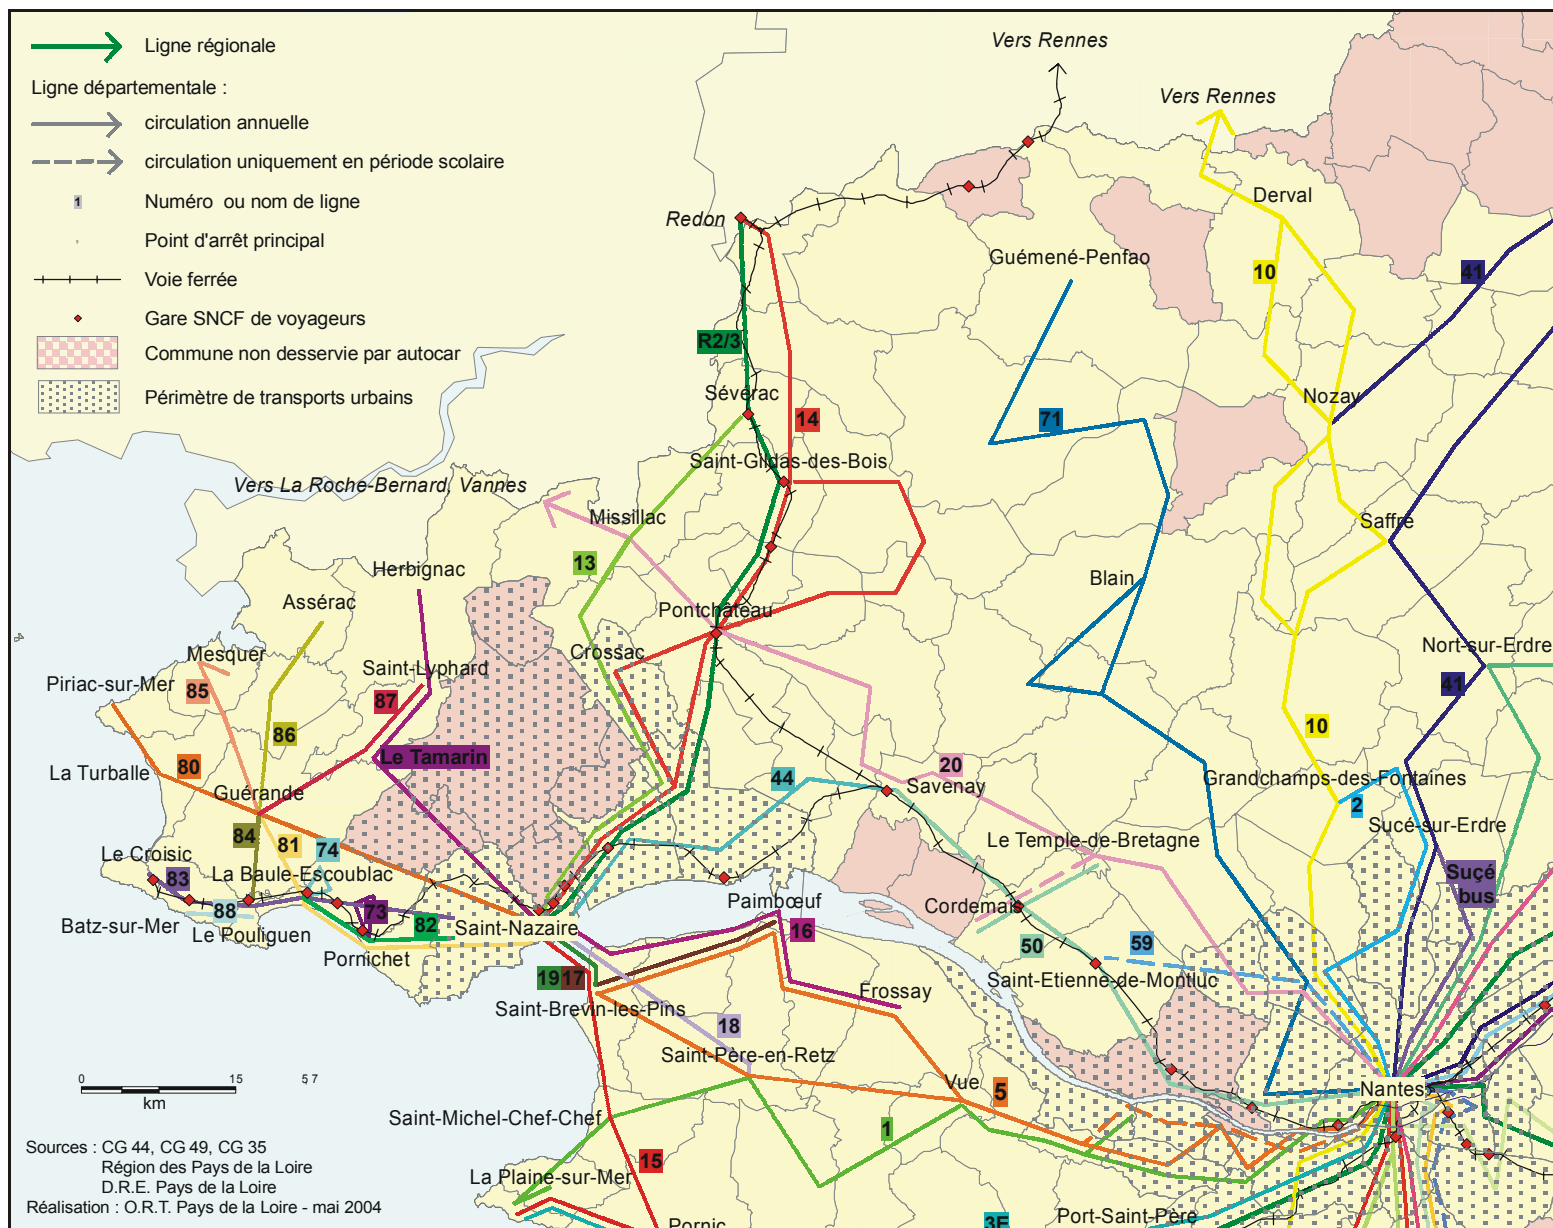 Ligne régionale
Ligne départementale :
circulation annuelle
circulation uniquement en période scolaire
1 Numéro ou nom de ligne
Point d'arrêt principal
Voie ferrée
Gare SNCF de voyageurs
Commune non desservie par autocar
Périmètre de transports urbains
Vers Rennes
Vers Rennes
Derval
Redon
Guémené-Penfao
10
41
R2/3
Sévérac
Nozay
14
71
Saint-Gildas-des-Bois
Vers La Roche-Bernard, Vannes
Missillac
Saffré
13
Herbignac
Blain
Assérac
Pontchâteau
Mesquer
Crossac
Nort-sur-Erdre
Saint-Lyphard
Piriac-sur-Mer
85
87
41
86
10
Le Tamarin
20
La Turballe
80
44
Savenay
Grandchamps-des-Fontaines
Guérande
2
Sucé-sur-Erdre
84
81
74
Le Temple-de-Bretagne
Le Croisic
83
La Baule-Escoublac
Suçé
bus
88
73
Paimbœuf
Cordemais
Batz-sur-Mer
Le Pouliguen
82
Saint-Nazaire
16
50
59
Pornichet
19
17
Saint-Etienne-de-Montluc
Frossay
Saint-Brevin-les-Pins
18
Saint-Père-en-Retz
0 15 5 7
km
Vue
5
Nantes
Saint-Michel-Chef-Chef
1
15
La Plaine-sur-Mer
Sources : CG 44, CG 49, CG 35
Région des Pays de la Loire
D.R.E. Pays de la Loire
Réalisation : O.R.T. Pays de la Loire - mai 2004
Pornic
3E
Port-Saint-Père